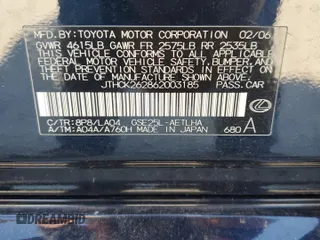 MFD. BY: TOYOTA MOTOR CORPORATION 02/06
GVWR 4615LB GAWR FR 2575LB RR 2535LB
THIS VEHICLE CONFORMS TO ALL APPLICABLE
FEDERAL MOTOR VEHICLE SAFETY, BUMPER, AND
THEFT PREVENTION STANDARDS IN EFFECT ON
THE DATE OF MANUFACTURE SHOWN ABOVE.
JTHCK262862003185 PASS. CAR
C/TR: 8P8/LA04 GSE25L-AETLHA
A/TM: A04A/A760H MADE IN JAPAN 680 A